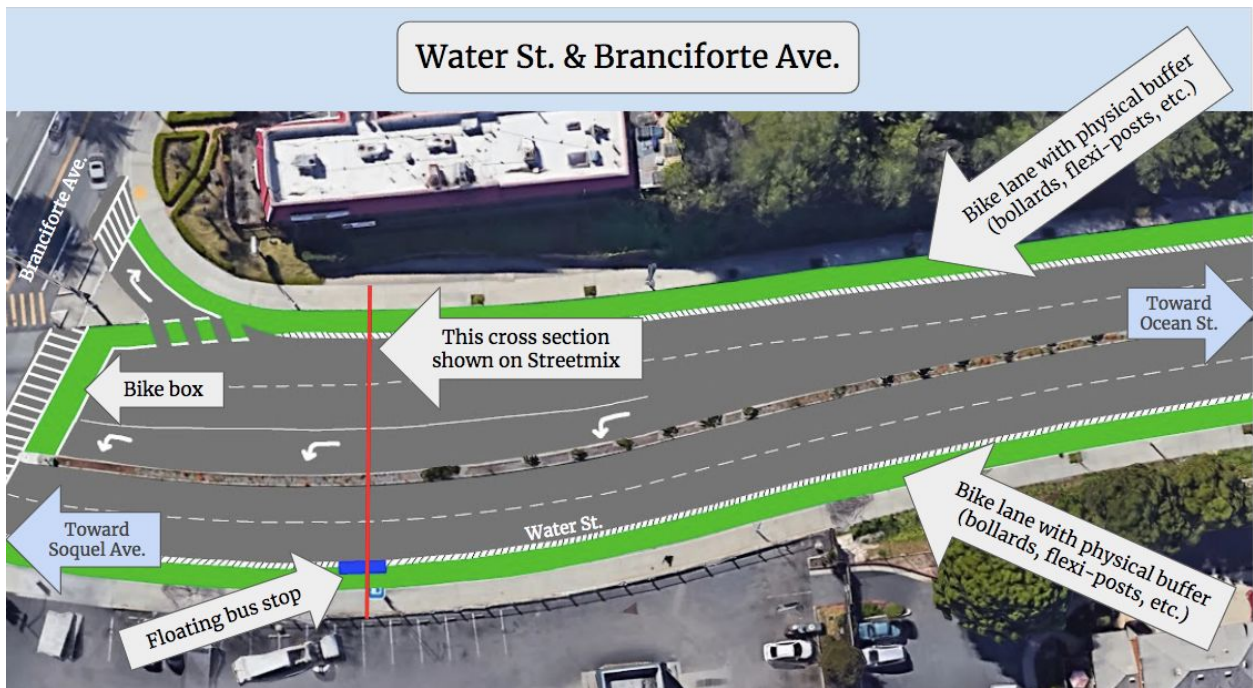 Water St. & Branciforte Ave.
Branciforte Ave.
Bike lane with physical buffer
(bollards, flexi-posts, etc.)
Toward
Ocean St.
This cross section
shown on Streetmix
Bike box
Water St.
Toward
Soquel Ave.
Floating bus stop
Bike lane with physical buffer
(bollards, flexi-posts, etc.)